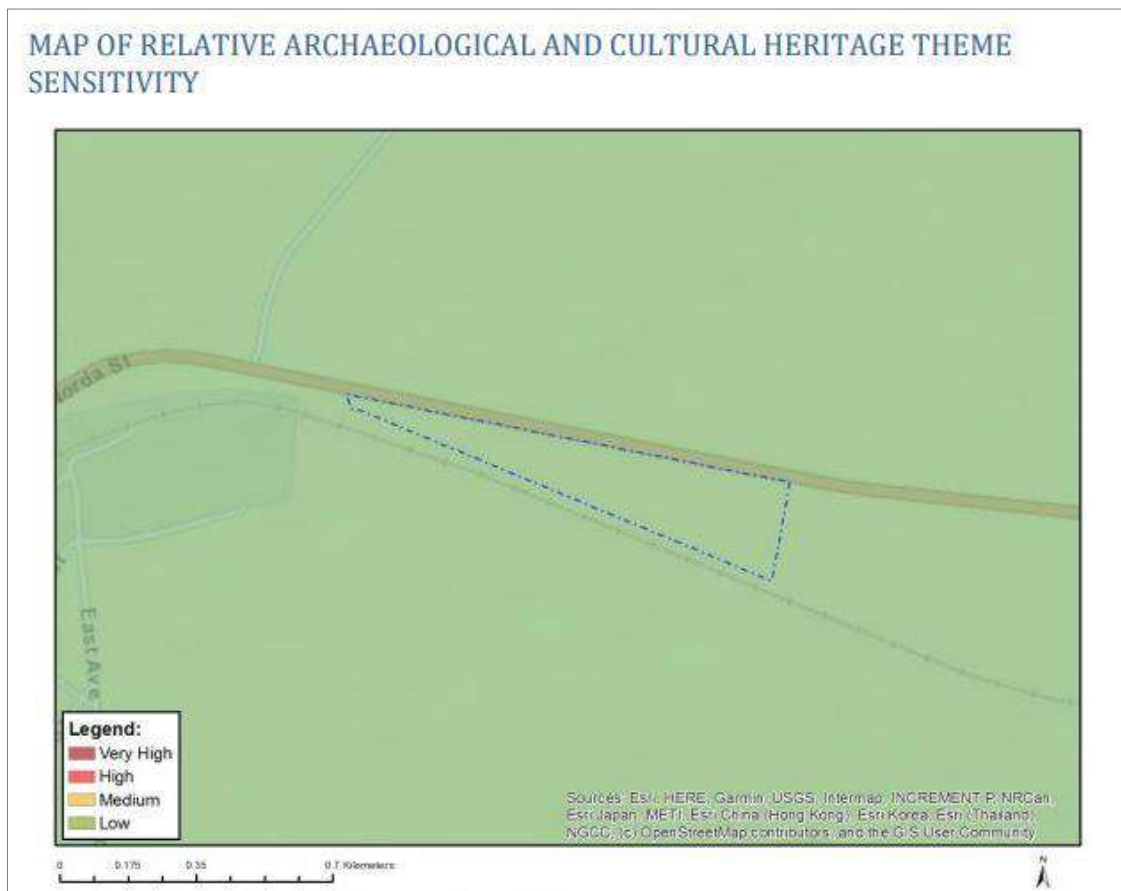 MAP OF RELATIVE ARCHAEOLOGICAL AND CULTURAL HERITAGE THEME
SENSITIVITY
orda St
East Ave
Legend:
Very High
High
Medium
Low
Sources: Esri, HERE, Garmin, USGS, Intermap, INCREMENT P, NRCan,
Esri Japan, METI, Esri China (Hong Kong), Esri Korea, Esri (Thailand),
NGCC, (c) OpenStreetMap contributors, and the GIS User Community
0 0.175 0.35 0.7 Kilometers
N